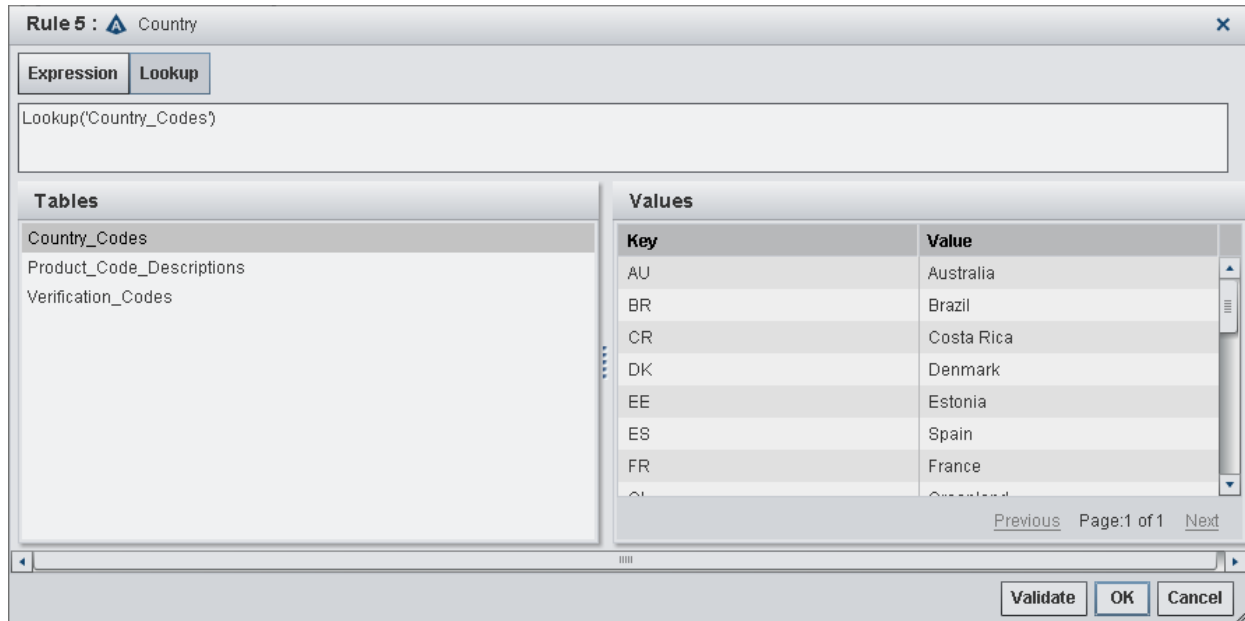 Rule 5 : Country
Expression Lookup
Lookup('Country_Codes')
Tables
Country_Codes
Product_Code_Descriptions
Verification_Codes
Values
Key Value
AU Australia
BR Brazil
CR Costa Rica
DK Denmark
EE Estonia
ES Spain
FR France
Previous Page:1 of 1 Next
Validate OK Cancel